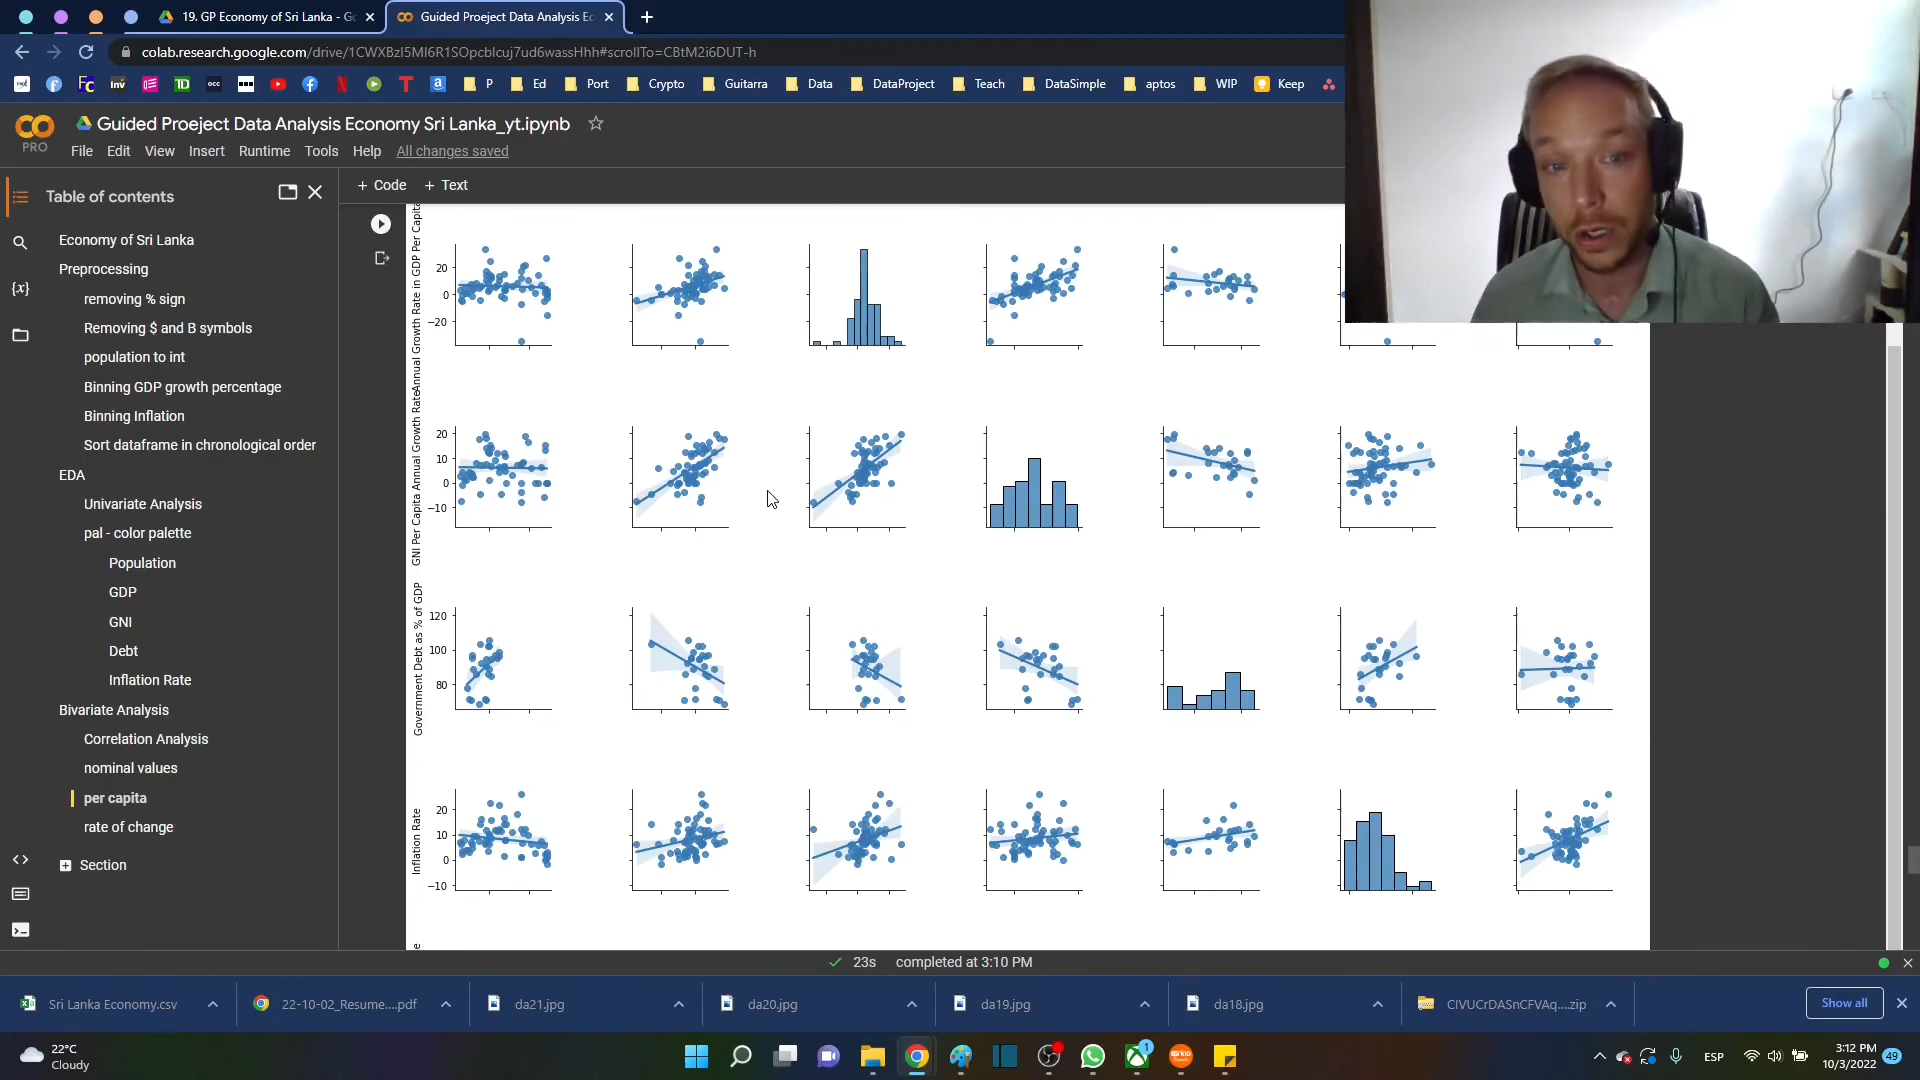 19. GP Economy of Sri Lanka - Go
Guided Proeject Data Analysis Ec
colab.research.google.com/drive/1CWXBzI5MI6R1SOpcbIcuj7ud6wassHhh#scrollTo=CBtM2i6DUT-h
Inv
TD
OCC
P
Ed
Port
Crypto
Guitarra
Data
DataProject
Teach
DataSimple
aptos
WIP
Keep
PRO
Guided Proeject Data Analysis Economy Sri Lanka_yt.ipynb
File Edit View Insert Runtime Tools Help All changes saved
Table of contents
+ Code + Text
Economy of Sri Lanka
Preprocessing
removing % sign
Removing $ and B symbols
population to int
Binning GDP growth percentage
Binning Inflation
Sort dataframe in chronological order
EDA
Univariate Analysis
pal - color palette
Population
GDP
GNI
Debt
Inflation Rate
Bivariate Analysis
Correlation Analysis
nominal values
per capita
rate of change
Section
{x}
Annual Growth Rate in GDP Per Capita
20
0
−20
GNI Per Capita Annual Growth Rate
20
10
0
−10
Government Debt as % of GDP
120
100
80
Inflation Rate
20
10
0
−10
23s completed at 3:10 PM
Sri Lanka Economy.csv
22-10-02_Resume....pdf
da21.jpg
da20.jpg
da19.jpg
da18.jpg
CIVUCrDASnCFVAq....zip
Show all
22°C
Cloudy
1
ESP
3:12 PM
10/3/2022
49